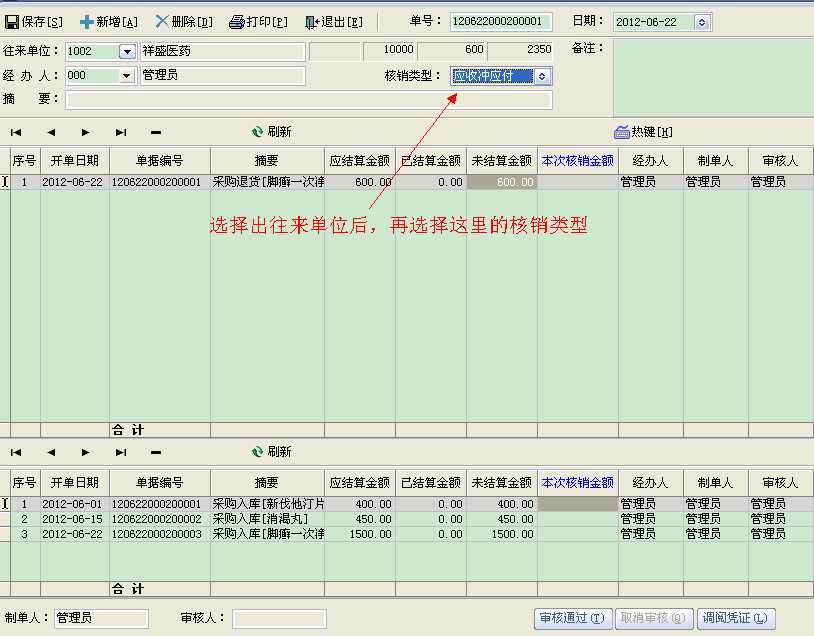 保存[S] 新增[A] 删除[D] 打印[P] 退出[E] 单号： 120622000200001 日期： 2012-06-22
往来单位： 1002 祥盛医药 10000 600 2350 备注：
经 办 人： 000 管理员 核销类型： 应收冲应付
摘 要：
刷新 热键[H]
序号 开单日期 单据编号 摘要 应结算金额 已结算金额 未结算金额 本次核销金额 经办人 制单人 审核人
1 2012-06-22 120622000200001 采购退货[脚癣一次净 600.00 0.00 600.00 管理员 管理员 管理员
选择出往来单位后，再选择这里的核销类型
合 计
刷新
序号 开单日期 单据编号 摘要 应结算金额 已结算金额 未结算金额 本次核销金额 经办人 制单人 审核人
1 2012-06-01 120622000200001 采购入库[新伐他汀片 400.00 0.00 400.00 管理员 管理员 管理员
2 2012-06-15 120622000200002 采购入库[消渴丸] 450.00 0.00 450.00 管理员 管理员 管理员
3 2012-06-22 120622000200003 采购入库[脚癣一次净 1500.00 0.00 1500.00 管理员 管理员 管理员
合 计
制单人： 管理员 审核人： 审核通过(T) 取消审核(Q) 调阅凭证(L)